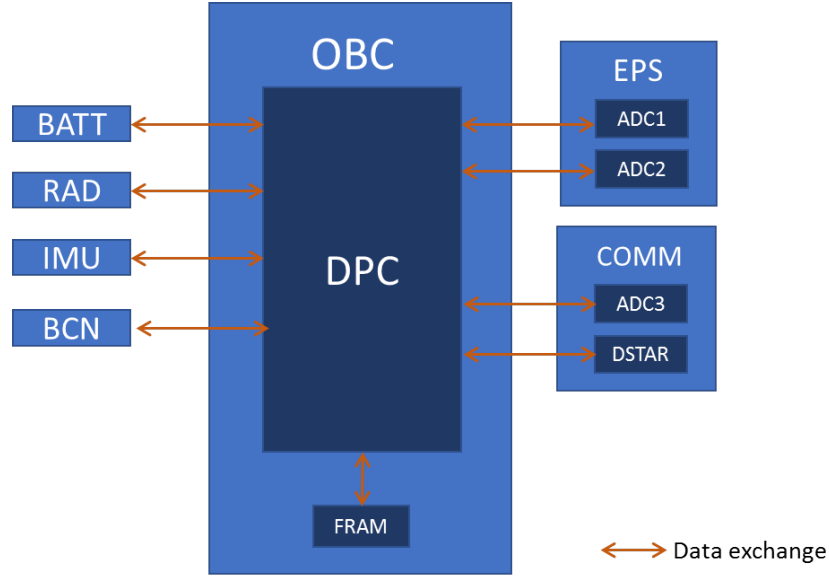 OBC
EPS
BATT
ADC1
RAD
ADC2
IMU
DPC
COMM
BCN
ADC3
DSTAR
FRAM
Data exchange